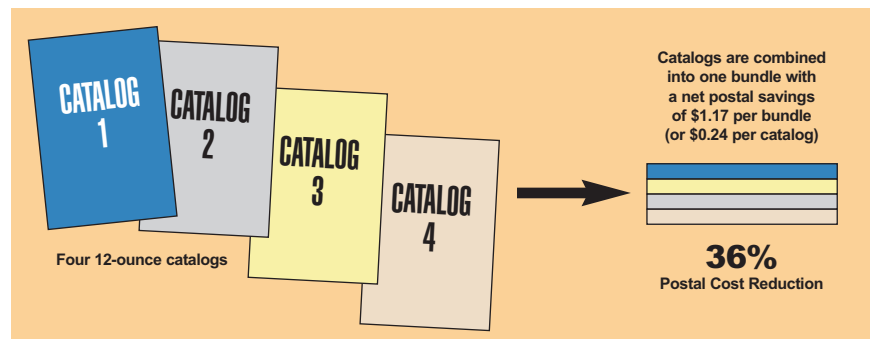 CATALOG
1
CATALOG
2
CATALOG
3
CATALOG
4
Four 12-ounce catalogs
Catalogs are combined
into one bundle with
a net postal savings
of $1.17 per bundle
(or $0.24 per catalog)
36%
Postal Cost Reduction